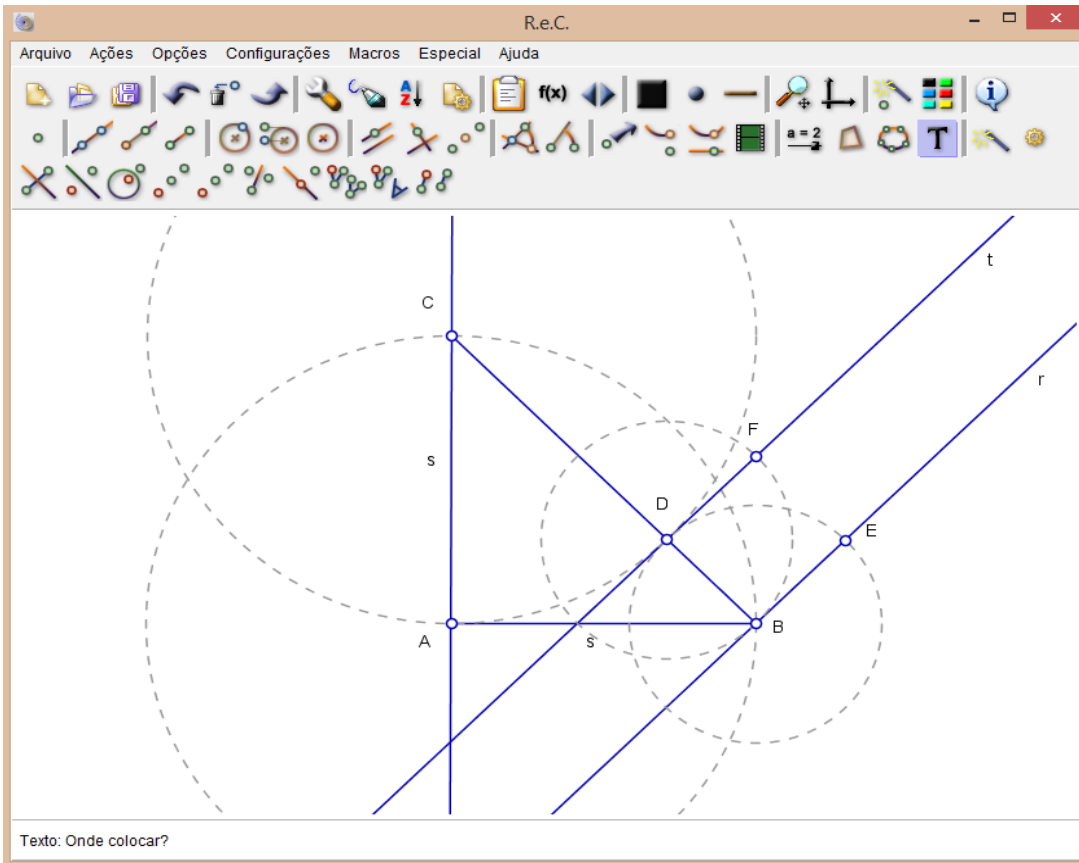 R.e.C.
Arquivo Ações Opções Configurações Macros Especial Ajuda
A Z f(x) i
a = 2 T
C
t
r
F
s
D
E
A
s
B
Texto: Onde colocar?